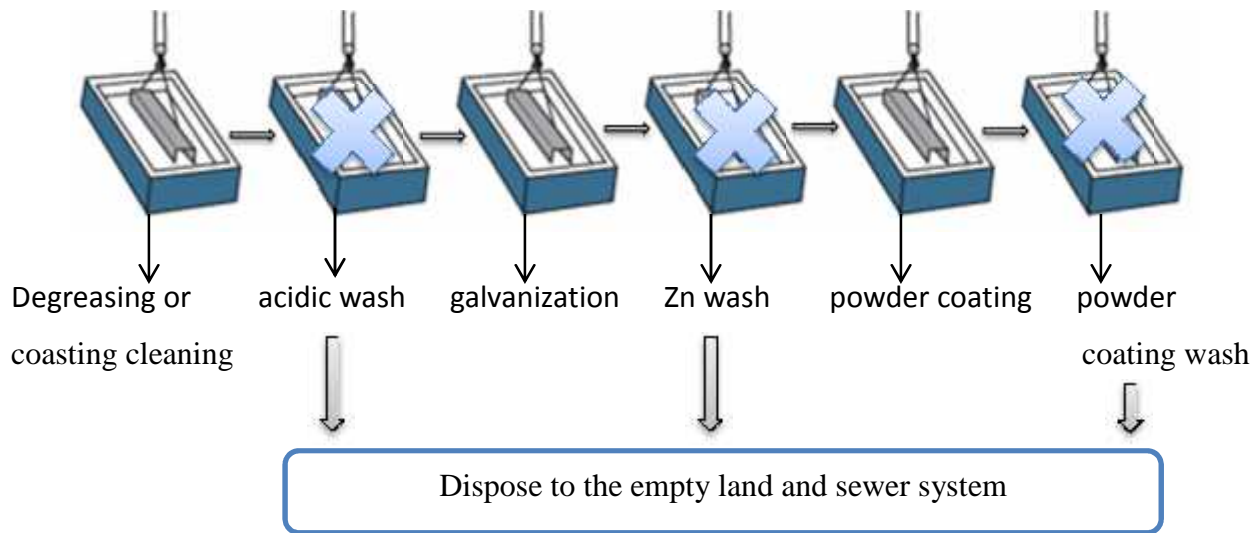 Degreasing or acidic wash galvanization Zn wash powder coating powder
coasting cleaning coating wash
Dispose to the empty land and sewer system